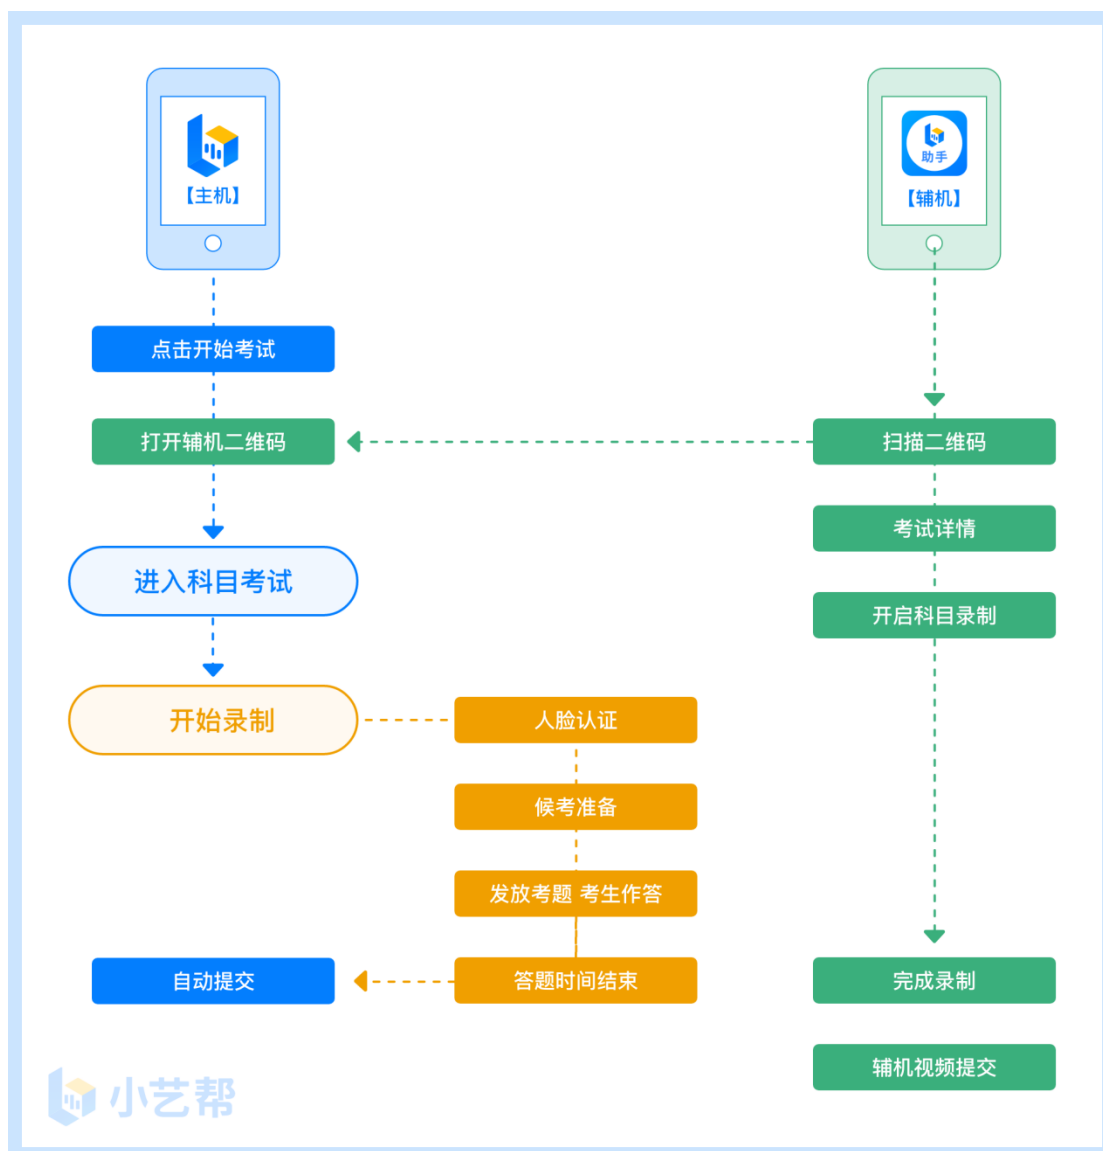 【主机】
助手
【辅机】
点击开始考试
打开辅机二维码
扫描二维码
考试详情
进入科目考试
开启科目录制
开始录制
人脸认证
候考准备
发放考题 考生作答
自动提交
答题时间结束
完成录制
辅机视频提交
小艺帮